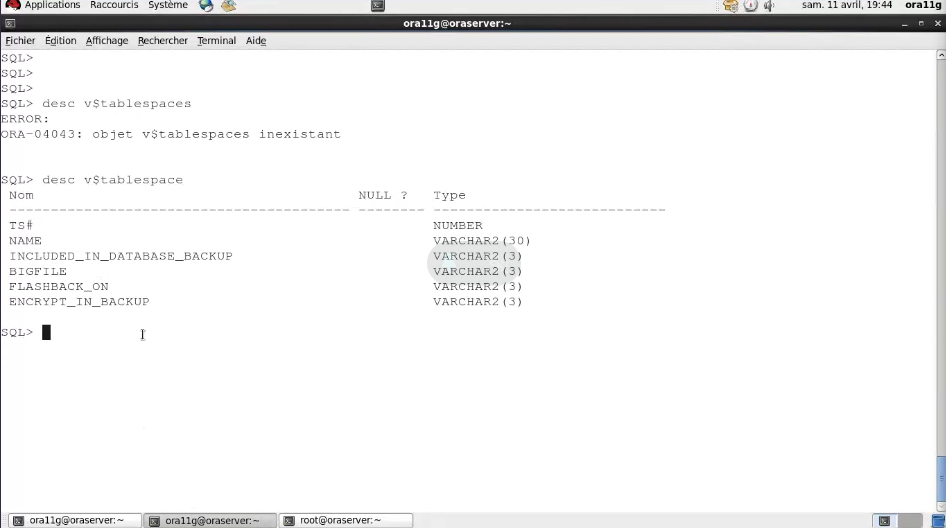 Applications Raccourcis Système sam. 11 avril, 19:44 ora11g
ora11g@oraserver:~
Fichier Édition Affichage Rechercher Terminal Aide
SQL>
SQL>
SQL>
SQL> desc v$tablespaces
ERROR:
ORA-04043: objet v$tablespaces inexistant
SQL> desc v$tablespace
Nom NULL ? Type
----------------------------------------- -------- ----------------------------
TS# NUMBER
NAME VARCHAR2(30)
INCLUDED_IN_DATABASE_BACKUP VARCHAR2(3)
BIGFILE VARCHAR2(3)
FLASHBACK_ON VARCHAR2(3)
ENCRYPT_IN_BACKUP VARCHAR2(3)
SQL>
ora11g@oraserver:~ ora11g@oraserver:~ root@oraserver:~